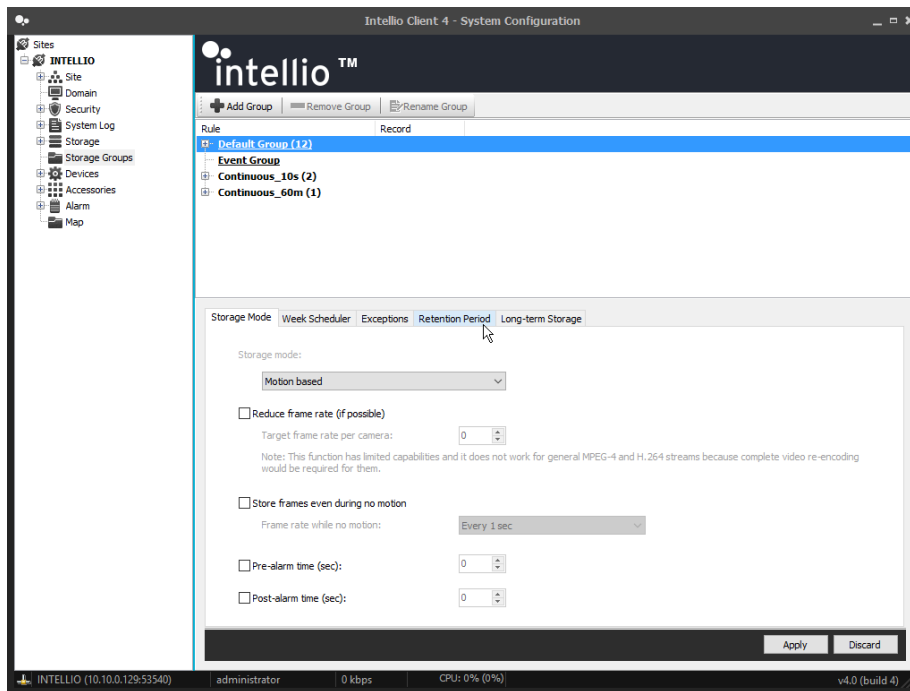 Intellio Client 4 - System Configuration
Sites
INTELLIO
Site
Domain
Security
System Log
Storage
Storage Groups
Devices
Accessories
Alarm
Map
intellio ™
Add Group Remove Group Rename Group
Rule Record
Default Group (12)
Event Group
Continuous_10s (2)
Continuous_60m (1)
Storage Mode Week Scheduler Exceptions Retention Period Long-term Storage
Storage mode:
Motion based
Reduce frame rate (if possible)
Target frame rate per camera: 0
Note: This function has limited capabilities and it does not work for general MPEG-4 and H.264 streams because complete video re-encoding
would be required for them.
Store frames even during no motion
Frame rate while no motion: Every 1 sec
Pre-alarm time (sec): 0
Post-alarm time (sec): 0
Apply Discard
INTELLIO (10.10.0.129:53540) administrator 0 kbps CPU: 0% (0%) v4.0 (build 4)